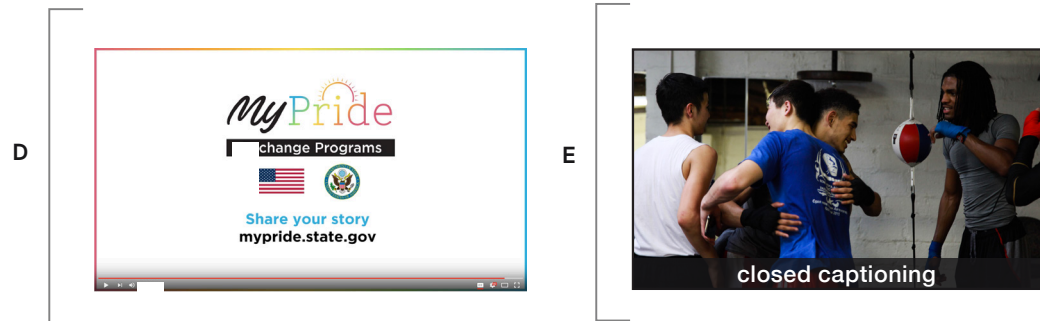 D
MyPride
change Programs
Share your story
mypride.state.gov
E
closed captioning